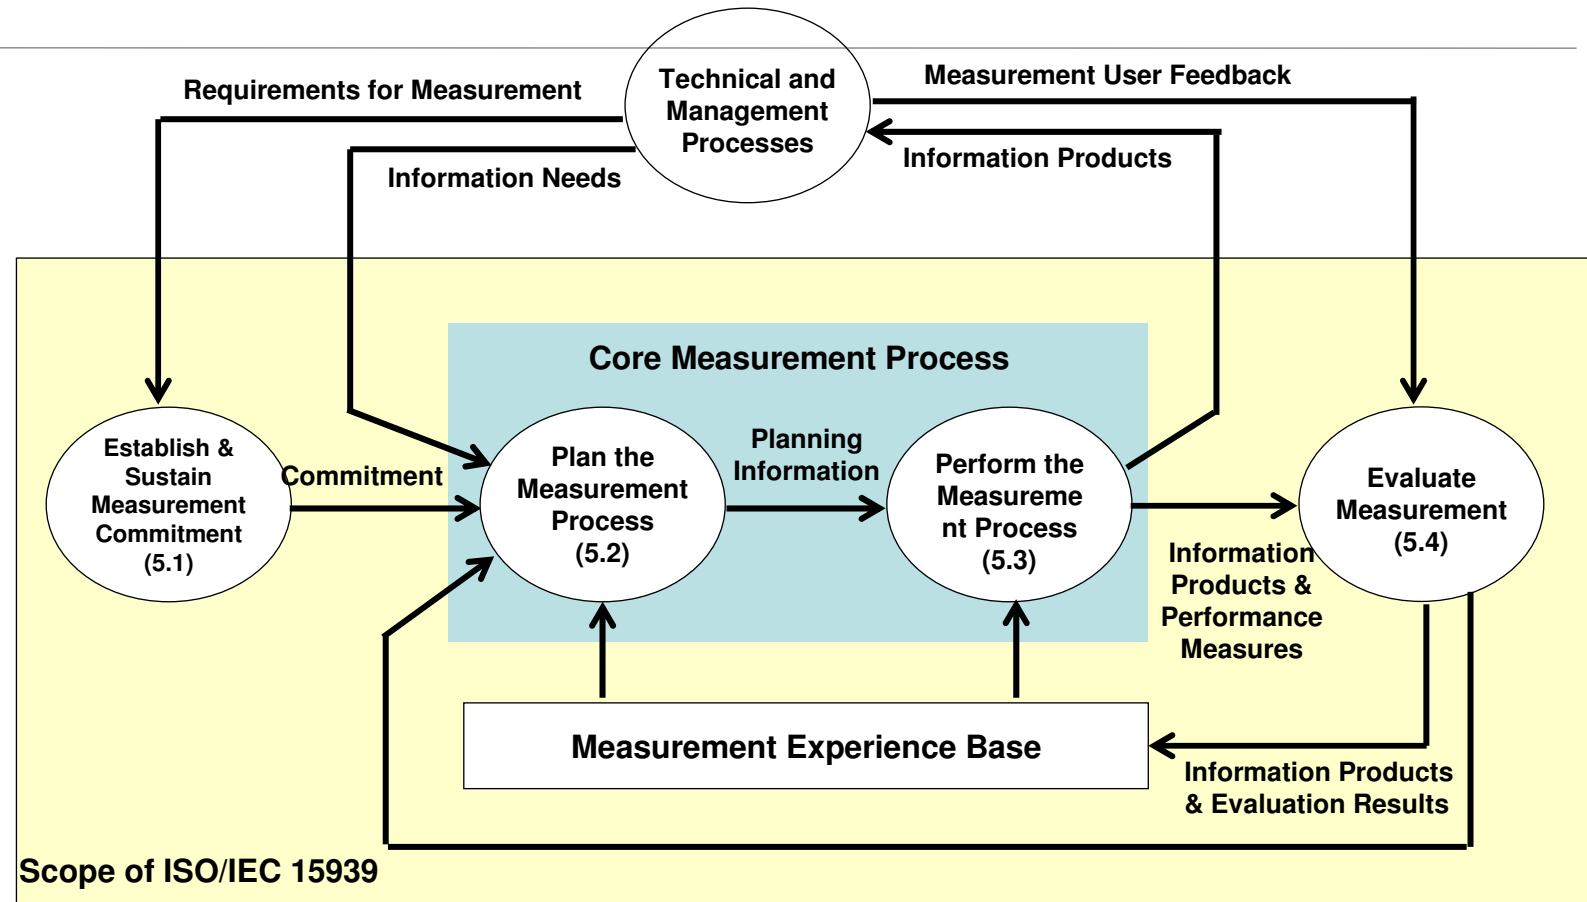 Technical and
Management
Processes
Requirements for Measurement
Measurement User Feedback
Information Needs
Information Products
Core Measurement Process
Establish &
Sustain
Measurement
Commitment
(5.1)
Commitment
Plan the
Measurement
Process
(5.2)
Planning
Information
Perform the
Measureme
nt Process
(5.3)
Evaluate
Measurement
(5.4)
Information
Products &
Performance
Measures
Measurement Experience Base
Information Products
& Evaluation Results
Scope of ISO/IEC 15939